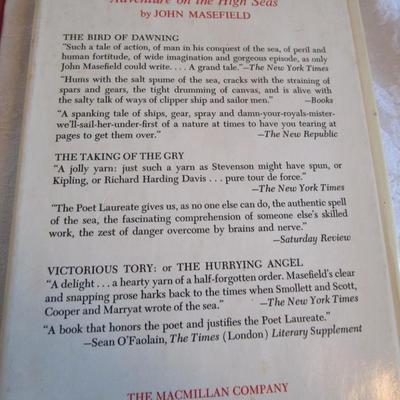 Adventure on the High Seas
by JOHN MASEFIELD
THE BIRD OF DAWNING
"Such a tale of action, of man in his conquest of the sea, of peril and
human fortitude, of wide imagination and gorgeous episode, as only
John Masefield could write. . . . A grand tale."—The New York Times
"Hums with the salt spume of the sea, cracks with the straining of
spars and gears, the tight drumming of canvas, and is alive with
the salty talk of ways of clipper ship and sailor men." —Books
"A spanking tale of ships, gear, spray and damn-your-royals-mister-
we'll-sail-her-under-first of a nature at times to have you tearing at
pages to get them over." —The New Republic
THE TAKING OF THE GRY
"A jolly yarn: just such a yarn as Stevenson might have spun, or
Kipling, or Richard Harding Davis . . . pure tour de force."
—The New York Times
"The Poet Laureate gives us, as no one else can do, the authentic spell
of the sea, the fascinating comprehension of someone else's skilled
work, the zest of danger overcome by brains and nerve."
—Saturday Review
VICTORIOUS TORY: or THE HURRYING ANGEL
"A delight . . . a hearty yarn of a half-forgotten order. Masefield's clear
and snapping prose harks back to the times when Smollett and Scott,
Cooper and Marryat wrote of the sea." —The New York Times
"A book that honors the poet and justifies the Poet Laureate."
—Sean O'Faolain, The Times (London) Literary Supplement
THE MACMILLAN COMPANY